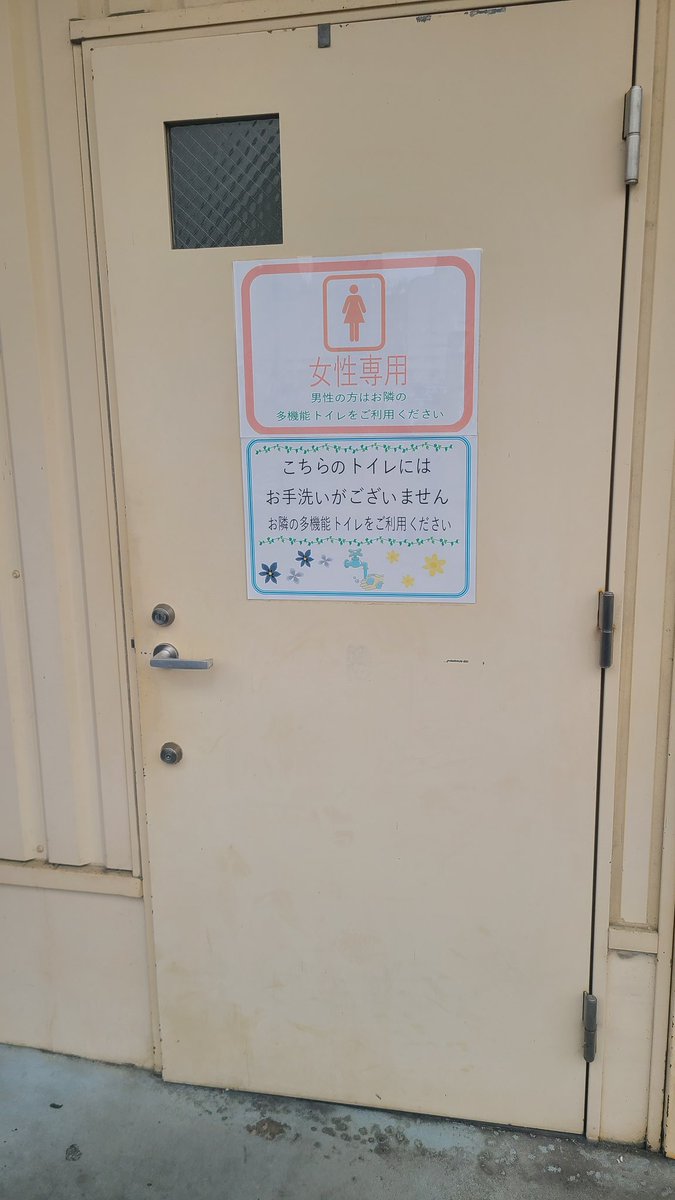 女性専用
男性の方はお隣の
多機能トイレをご利用ください
こちらのトイレには
お手洗いがございません
お隣の多機能トイレをご利用ください